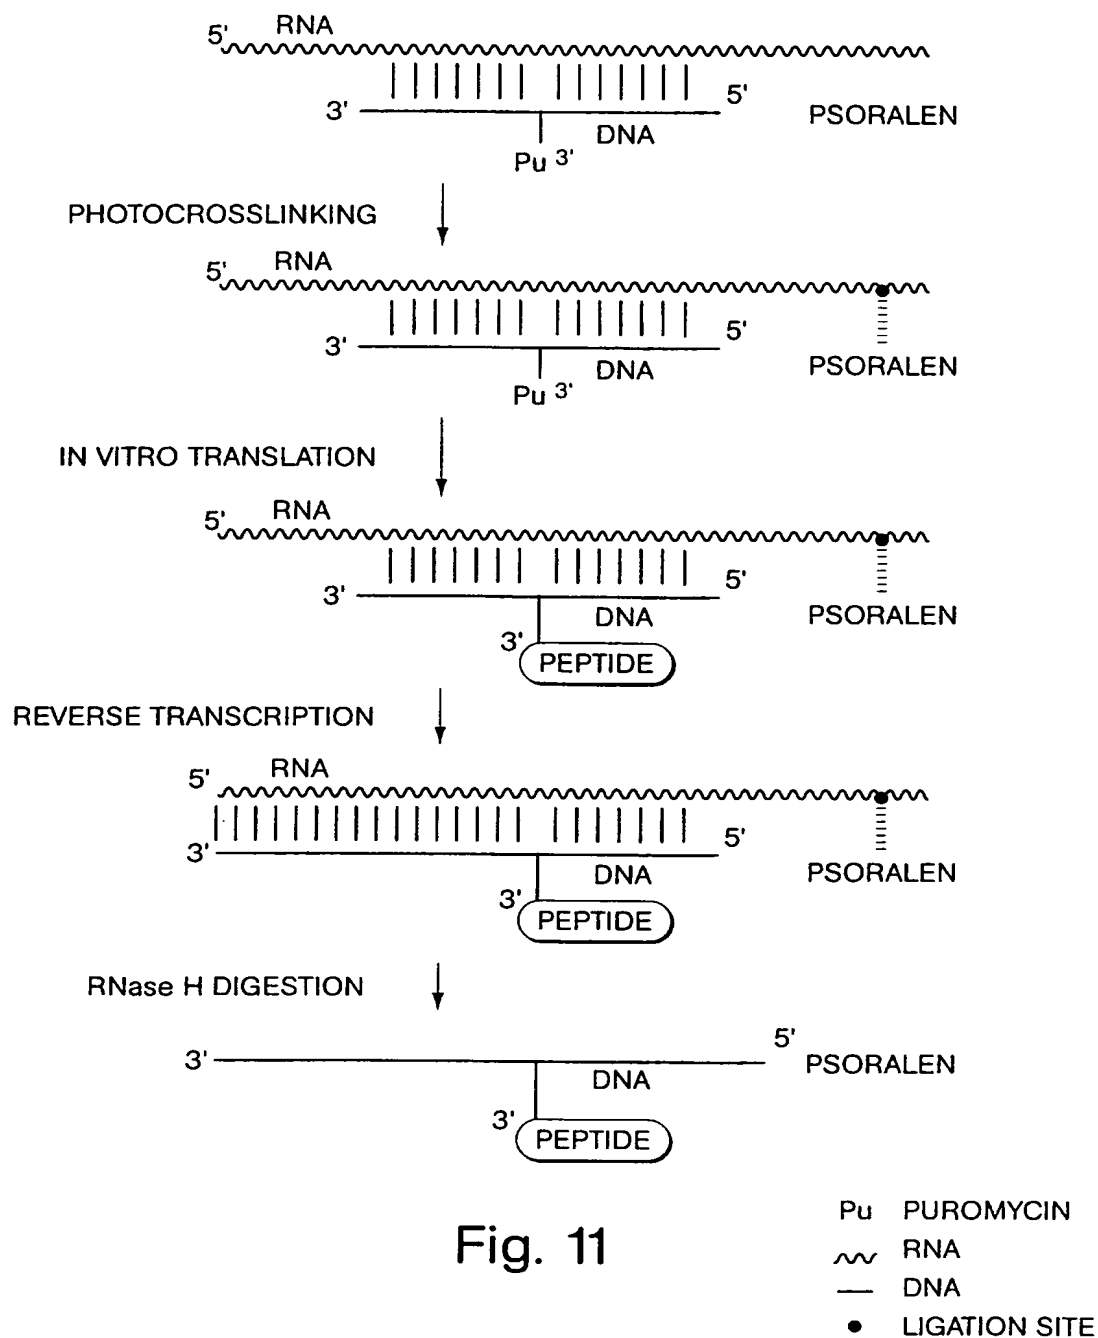 5' RNA
3' 5'
DNA PSORALEN
Pu 3'
PHOTOCROSSLINKING
5' RNA
3' 5'
DNA PSORALEN
Pu 3'
IN VITRO TRANSLATION
5' RNA
3' 5'
DNA PSORALEN
3' PEPTIDE
REVERSE TRANSCRIPTION
5' RNA
3' 5'
DNA PSORALEN
3' PEPTIDE
RNase H DIGESTION
3' 5' PSORALEN
DNA
3' PEPTIDE
Fig. 11
Pu PUROMYCIN
RNA
DNA
LIGATION SITE